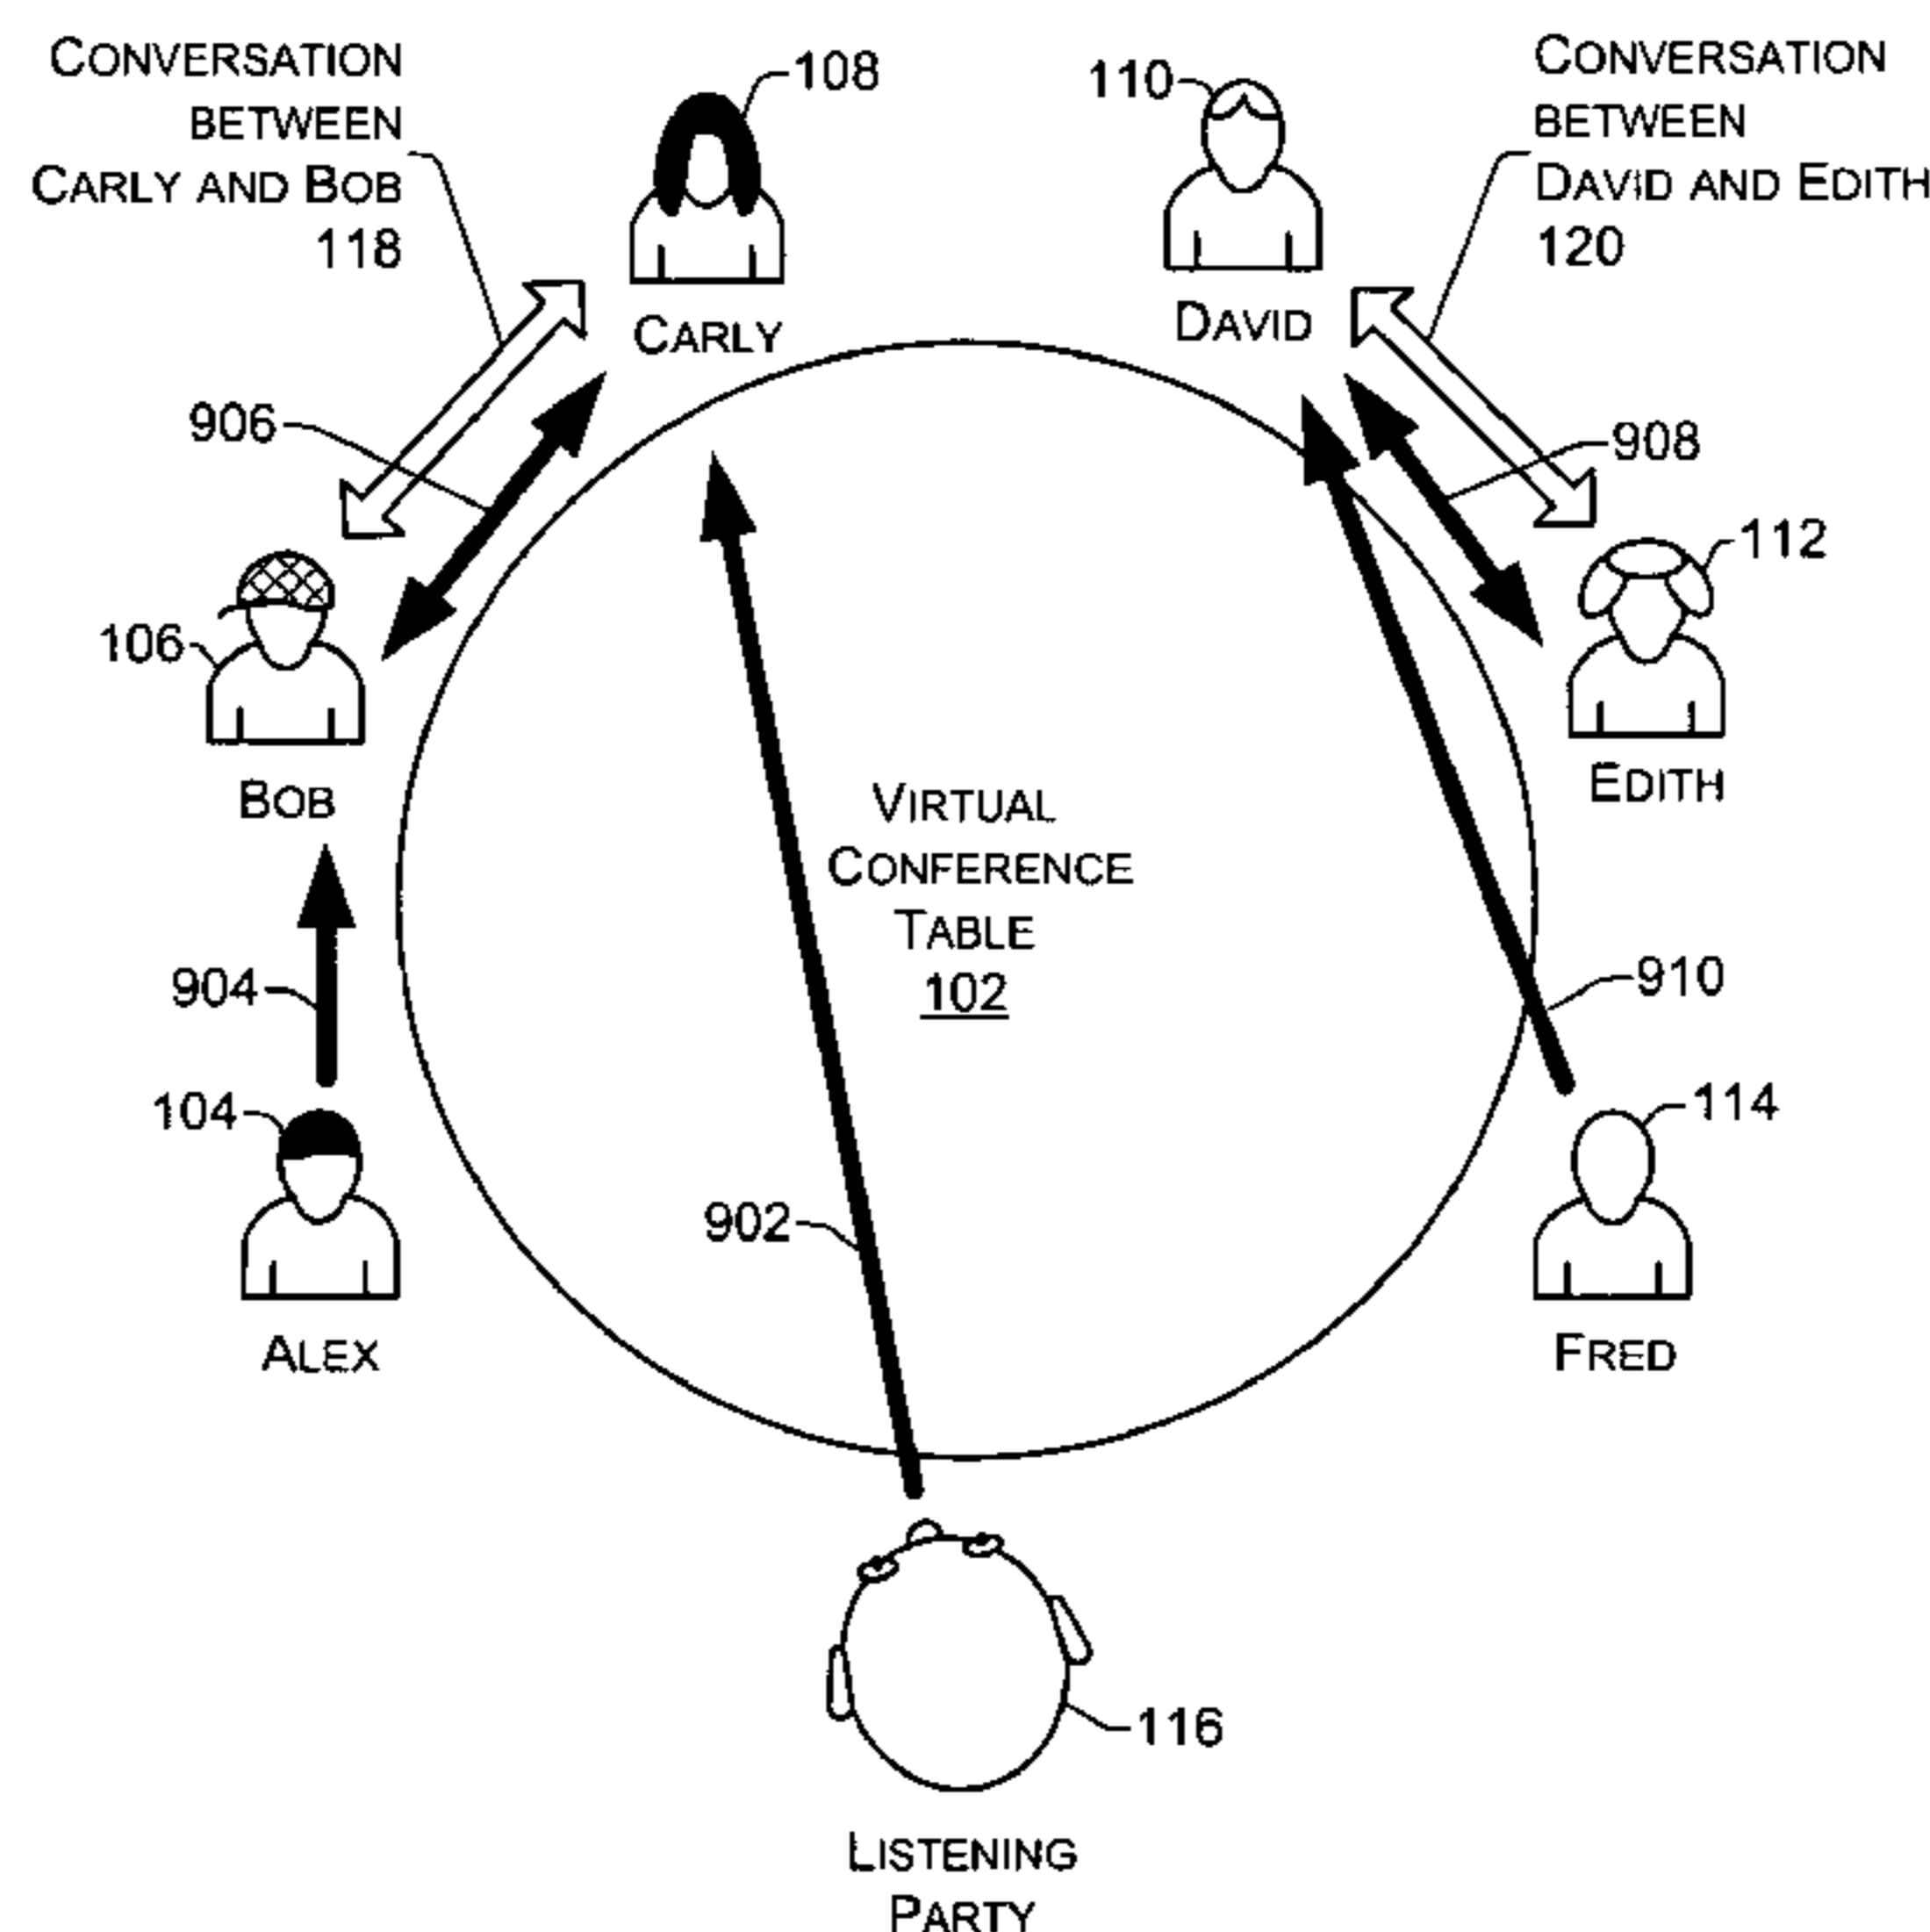 CONVERSATION
BETWEEN
CARLY AND BOB
118
108
110
CONVERSATION
BETWEEN
DAVID AND EDITH
120
CARLY
DAVID
906
908
112
106
BOB
EDITH
VIRTUAL
CONFERENCE
TABLE
102
904
910
104
114
902
ALEX
FRED
116
LISTENING
PARTY